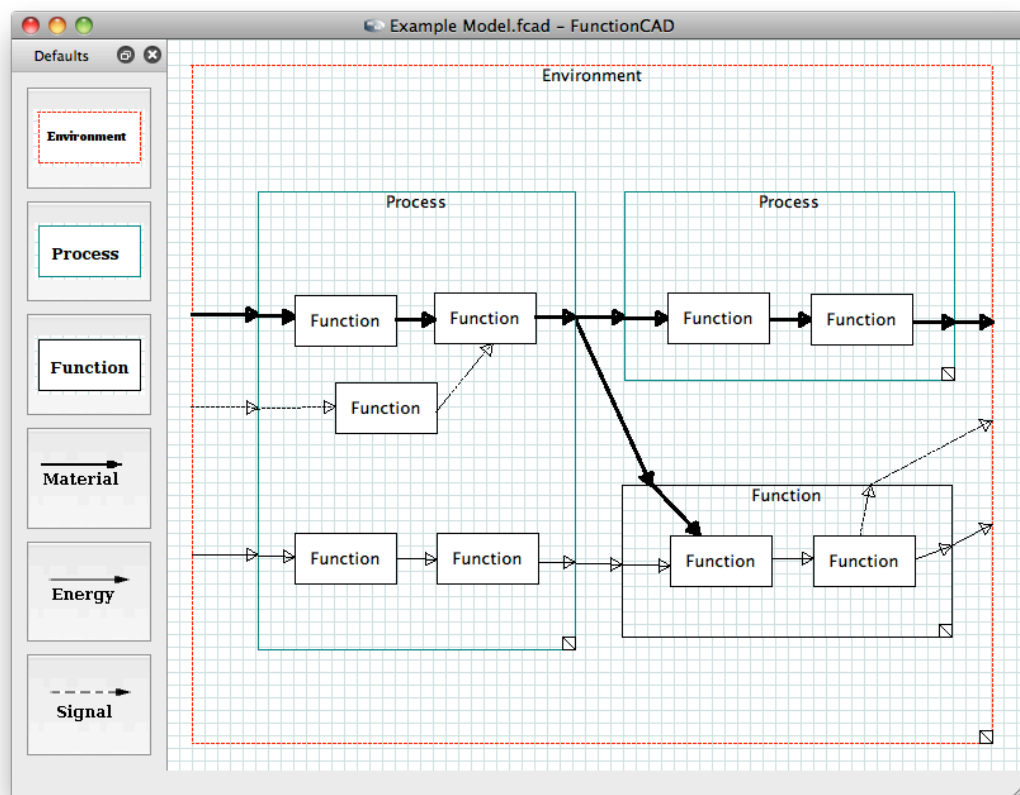 Example Model.fcad – FunctionCAD
Defaults
Environment
Process
Function
Material
Energy
Signal
Environment
Process
Process
Function
Function
Function
Function
Function
Function
Function
Function
Function
Function